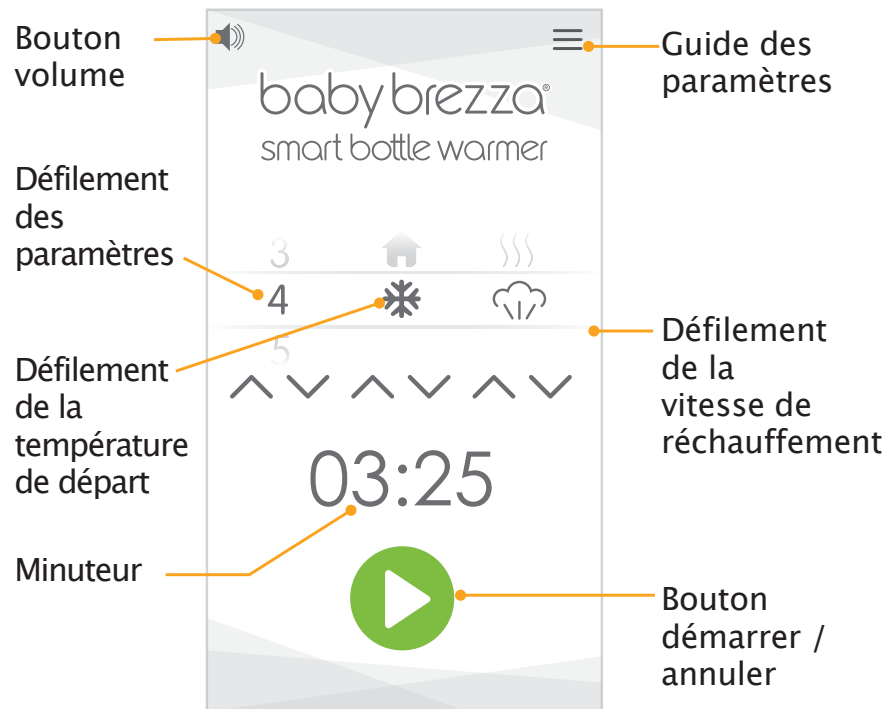 Bouton
volume
Guide des
paramètres
baby brezza®
smart bottle warmer
Défilement
des
paramètres
3
4
5
Défilement
de la
température
de départ
Défilement
de la
vitesse de
réchauffement
03:25
Minuteur
Bouton
démarrer /
annuler